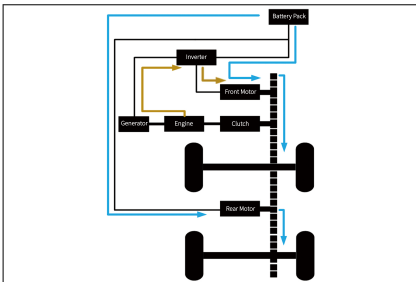 Battery Pack
Inverter
Front Motor
Generator
Engine
Clutch
Rear Motor